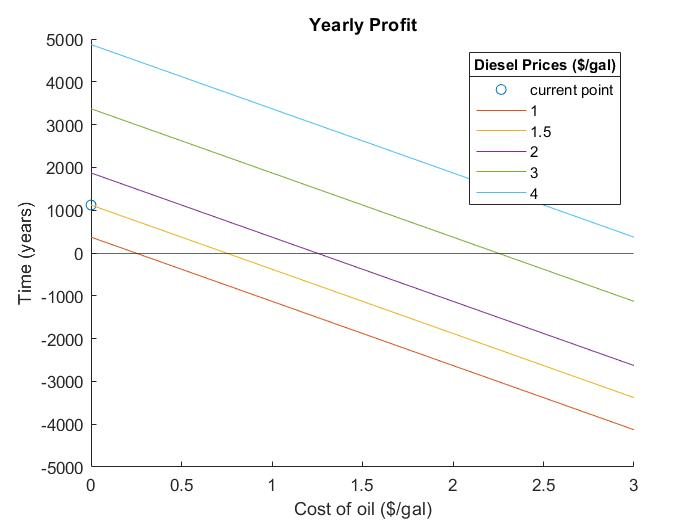 Yearly Profit
5000
4000
3000
2000
1000
0
-1000
-2000
-3000
-4000
-5000
Time (years)
Diesel Prices ($/gal)
current point
1
1.5
2
3
4
0 0.5 1 1.5 2 2.5 3
Cost of oil ($/gal)